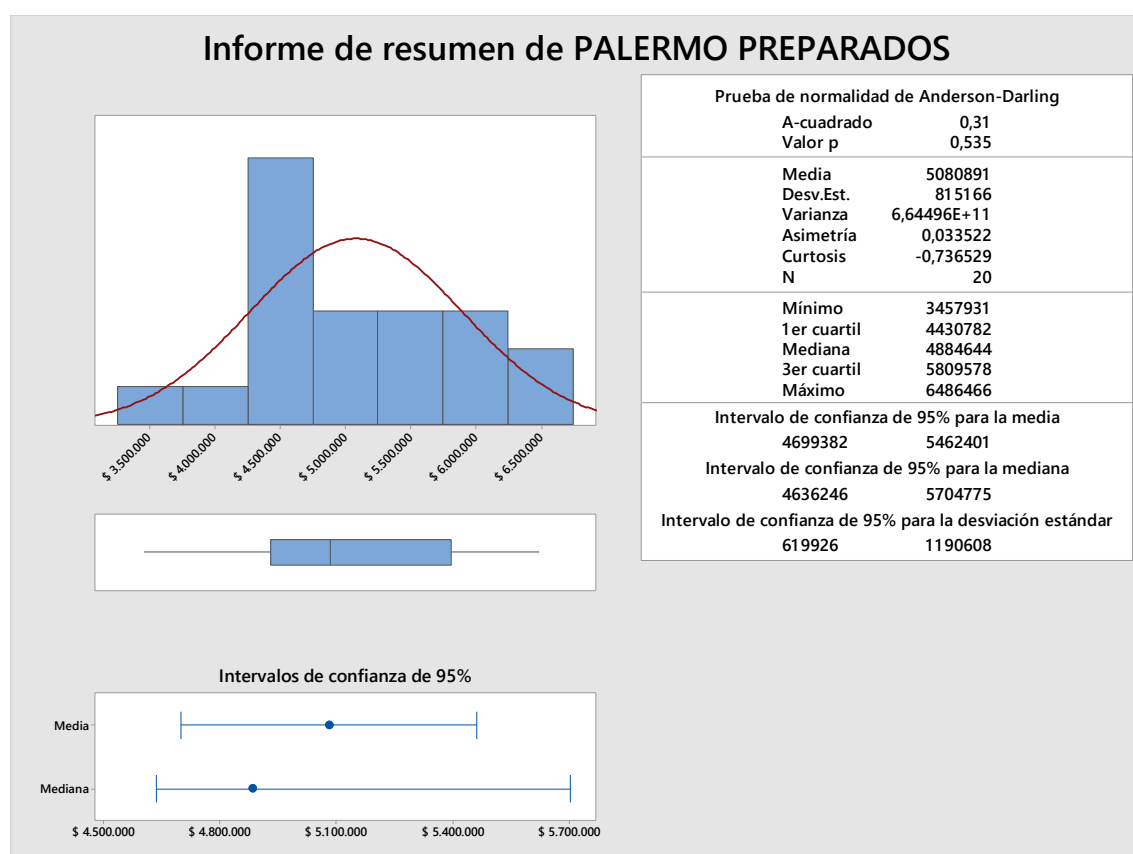 Informe de resumen de PALERMO PREPARADOS
$ 3.500.000
$ 4.000.000
$ 4.500.000
$ 5.000.000
$ 5.500.000
$ 6.000.000
$ 6.500.000
Intervalos de confianza de 95%
Media
Mediana
$ 4.500.000
$ 4.800.000
$ 5.100.000
$ 5.400.000
$ 5.700.000
Prueba de normalidad de Anderson-Darling
A-cuadrado 0,31
Valor p 0,535
Media 5080891
Desv.Est. 815166
Varianza 6,64496E+11
Asimetría 0,033522
Curtosis -0,736529
N 20
Mínimo 3457931
1er cuartil 4430782
Mediana 4884644
3er cuartil 5809578
Máximo 6486466
Intervalo de confianza de 95% para la media
4699382 5462401
Intervalo de confianza de 95% para la mediana
4636246 5704775
Intervalo de confianza de 95% para la desviación estándar
619926 1190608